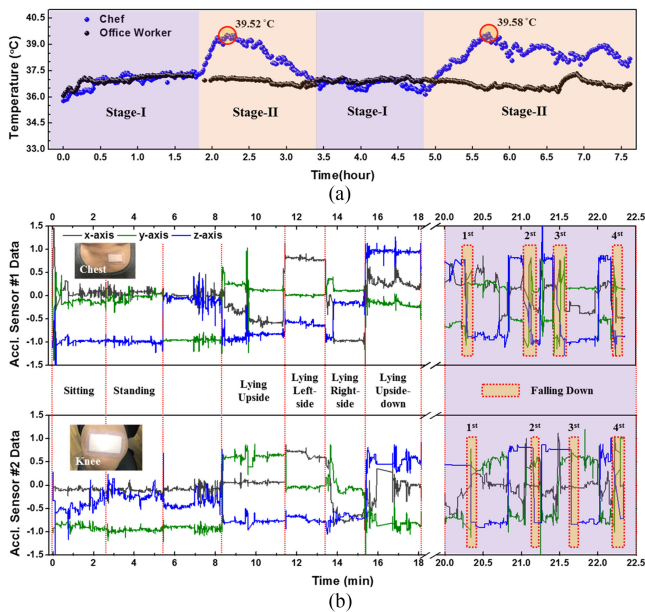 40.5
39.0
37.5
36.0
34.5
33.0
Temperature (°C)
Chef
Office Worker
39.52 °C
39.58 °C
Stage-I
Stage-II
Stage-I
Stage-II
0.0 0.5 1.0 1.5 2.0 2.5 3.0 3.5 4.0 4.5 5.0 5.5 6.0 6.5 7.0 7.5
Time(hour)
(a)
1.5
1.0
0.5
0.0
-0.5
-1.0
-1.5
Accl. Sensor #1 Data
x-axis y-axis z-axis
Chest
1st 2nd 3rd 4th
0 2 4 6 8 10 12 14 16 18 20.0 20.5 21.0 21.5 22.0 22.5
Sitting
Standing
Lying
Upside
Lying
Left-
side
Lying
Right-
side
Lying
Upside-
down
Falling Down
1.5
1.0
0.5
0.0
-0.5
-1.0
-1.5
Accl. Sensor #2 Data
Knee
1st 2nd 3rd 4th
0 2 4 6 8 10 12 14 16 18 20.0 20.5 21.0 21.5 22.0 22.5
Time (min)
(b)